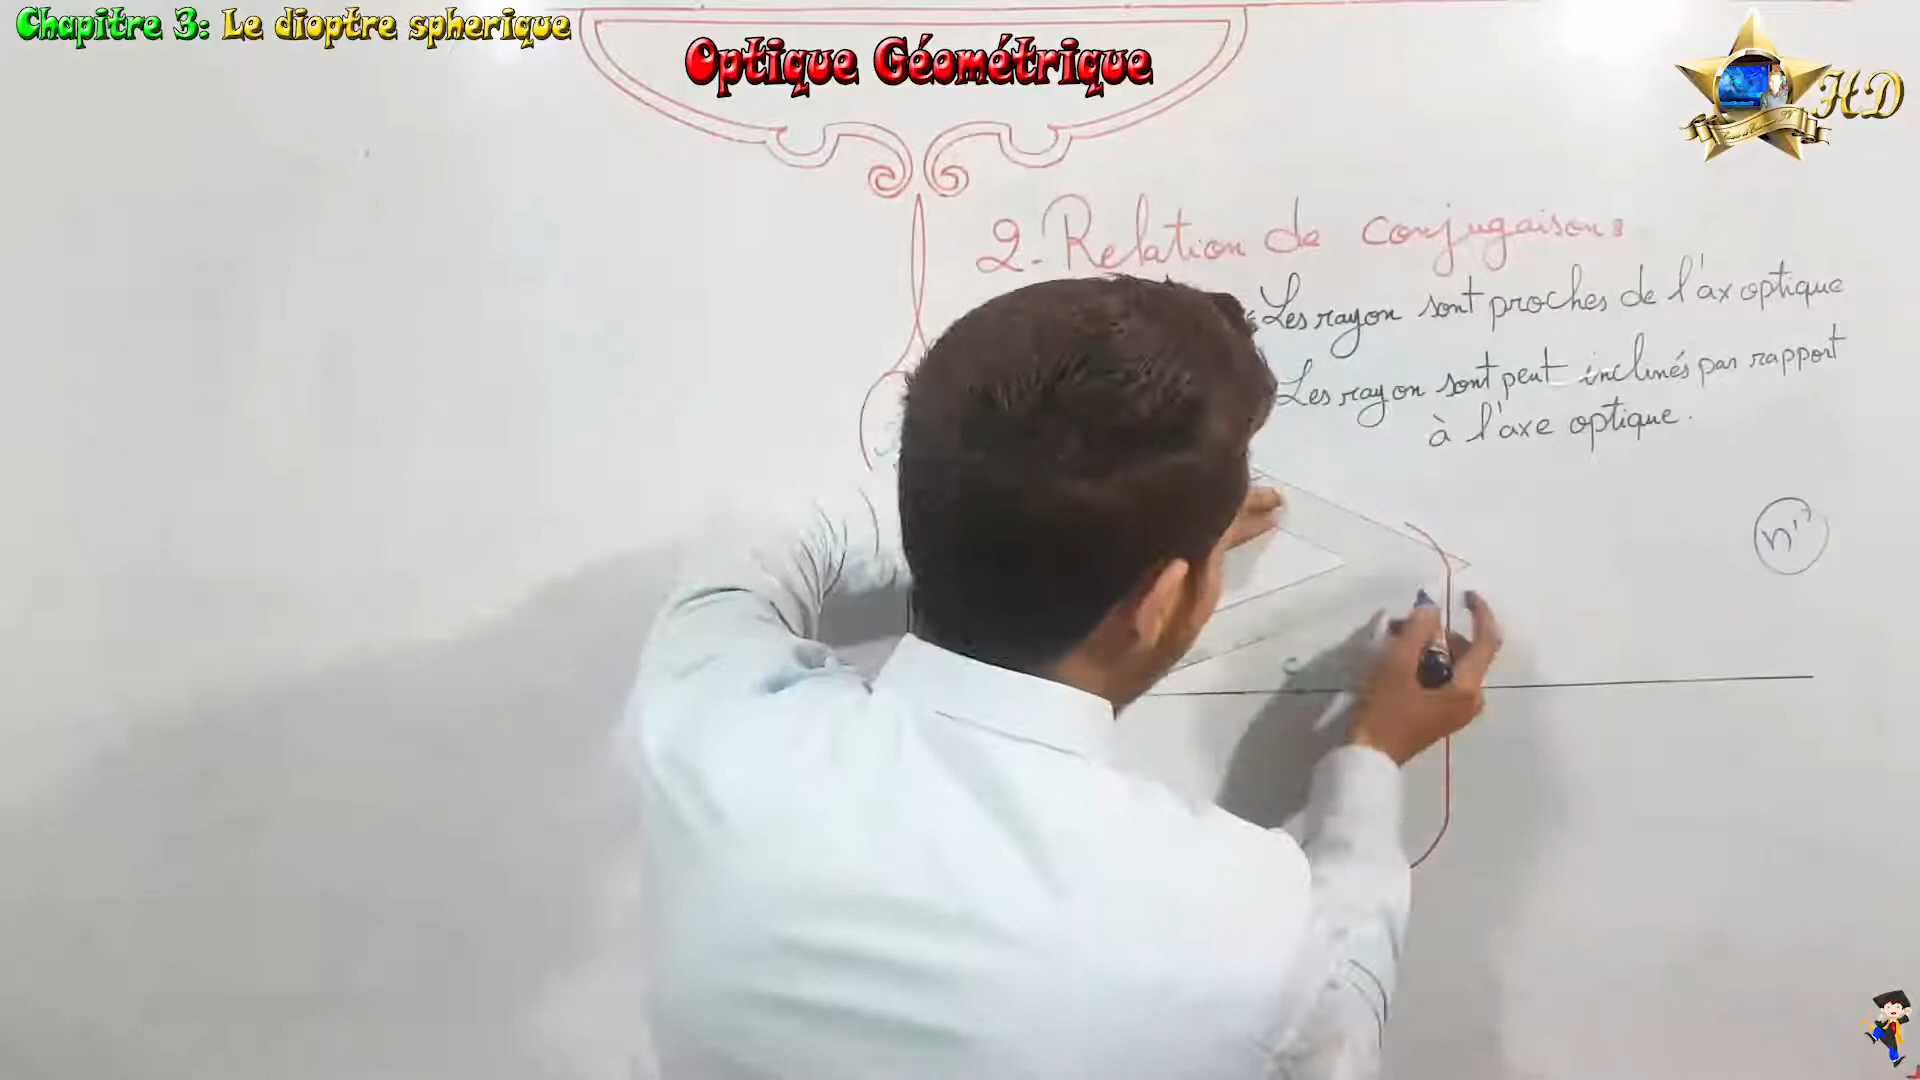 Chapitre 3: Le dioptre spherique
Optique Géométrique
HD
2-Relation de conjugaison:
Les rayon sont proches de l'ax optique
Les rayon sont peut inclinés par rapport
à l'axe optique.
n'
C